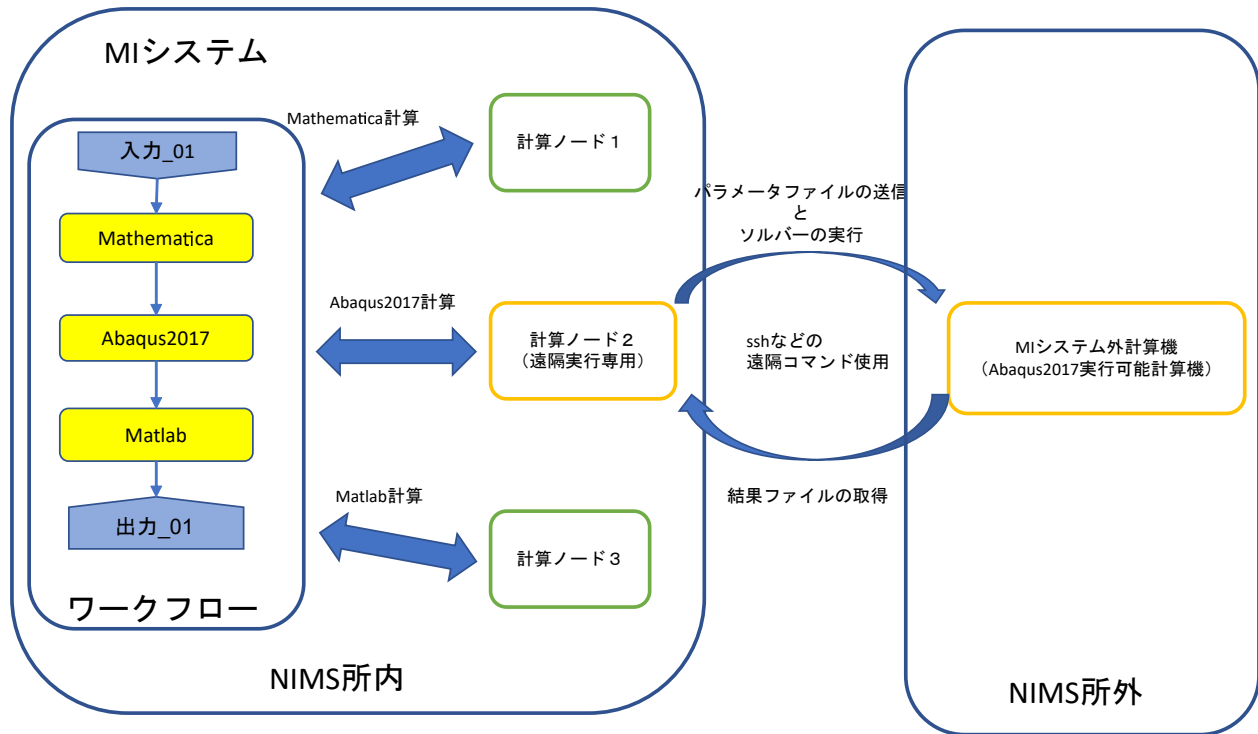 MIシステム
入力_01
Mathematica
Abaqus2017
Matlab
出力_01
ワークフロー
NIMS所内
Mathematica計算
計算ノード１
Abaqus2017計算
計算ノード２
（遠隔実行専用）
Matlab計算
計算ノード３
パラメータファイルの送信
と
ソルバーの実行
sshなどの
遠隔コマンド使用
結果ファイルの取得
MIシステム外計算機
（Abaqus2017実行可能計算機）
NIMS所外